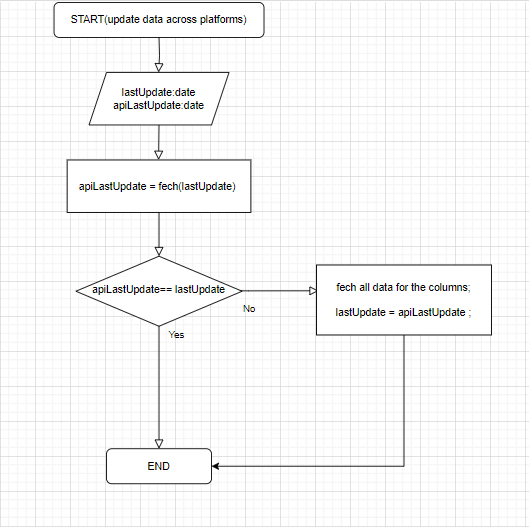 START(update data across platforms)
lastUpdate:date
apiLastUpdate:date
apiLastUpdate = fech(lastUpdate)
apiLastUpdate== lastUpdate
No
Yes
fech all data for the columns;
lastUpdate = apiLastUpdate ;
END